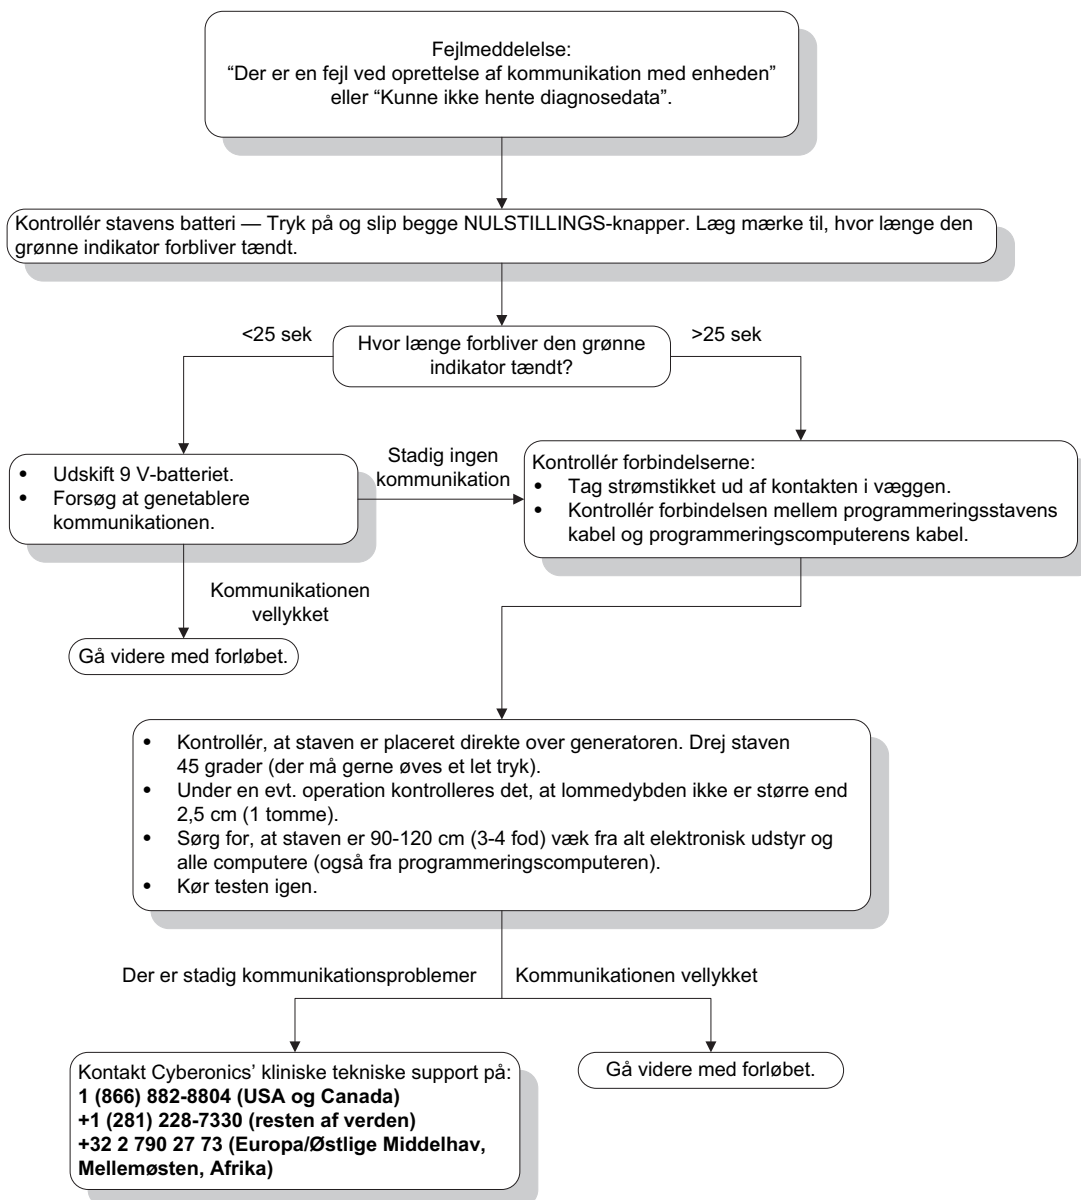 Fejlmeddelelse:
“Der er en fejl ved oprettelse af kommunikation med enheden”
eller “Kunne ikke hente diagnosedata”.
Kontrollér stavens batteri — Tryk på og slip begge NULSTILLINGS-knapper. Læg mærke til, hvor længe den
grønne indikator forbliver tændt.
<25 sek
Hvor længe forbliver den grønne
indikator tændt?
>25 sek
• Udskift 9 V-batteriet.
• Forsøg at genetablere
kommunikationen.
Stadig ingen
kommunikation
Kontrollér forbindelserne:
• Tag strømstikket ud af kontakten i væggen.
• Kontrollér forbindelsen mellem programmeringsstavens
kabel og programmeringscomputerens kabel.
Kommunikationen
vellykket
Gå videre med forløbet.
• Kontrollér, at staven er placeret direkte over generatoren. Drej staven
45 grader (der må gerne øves et let tryk).
• Under en evt. operation kontrolleres det, at lommedybden ikke er større end
2,5 cm (1 tomme).
• Sørg for, at staven er 90-120 cm (3-4 fod) væk fra alt elektronisk udstyr og
alle computere (også fra programmeringscomputeren).
• Kør testen igen.
Der er stadig kommunikationsproblemer
Kommunikationen vellykket
Kontakt Cyberonics’ kliniske tekniske support på:
1 (866) 882-8804 (USA og Canada)
+1 (281) 228-7330 (resten af verden)
+32 2 790 27 73 (Europa/Østlige Middelhav,
Mellemøsten, Afrika)
Gå videre med forløbet.